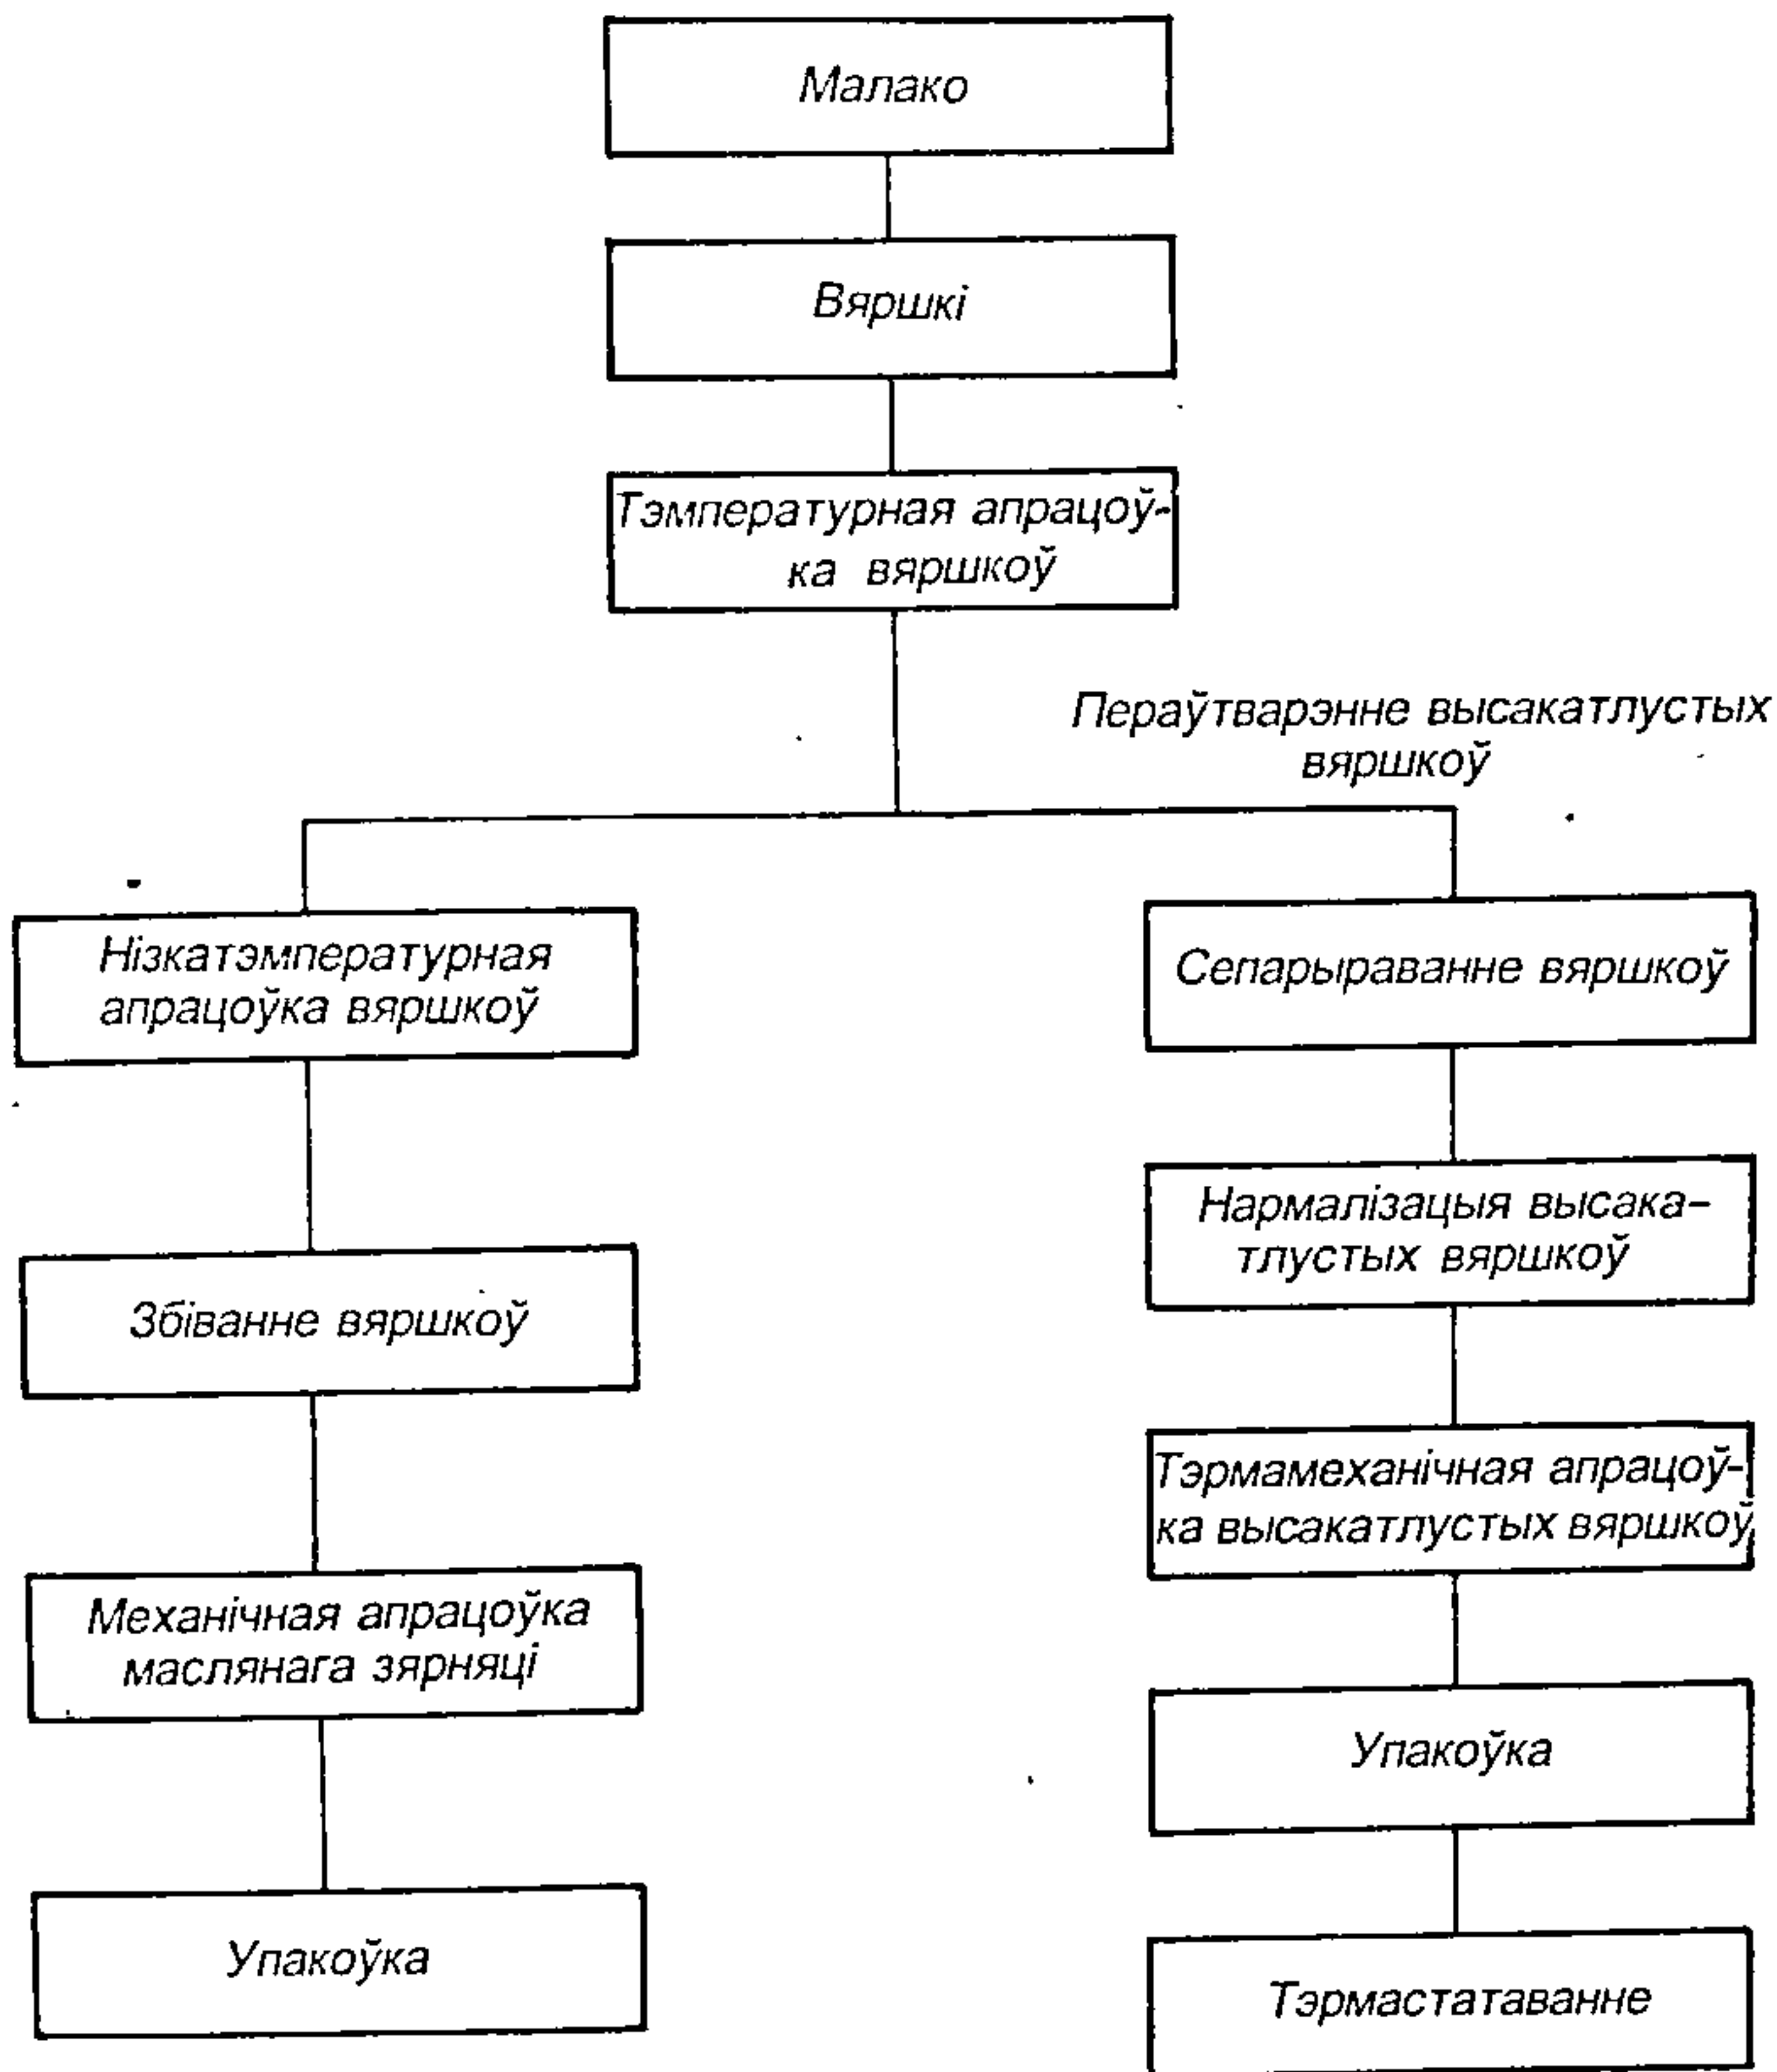 Малако
Вяршкі
Тэмпературная апрацоў-
ка вяршкоў
Пераўтварэнне высакатлустых
вяршкоў
Нізкатэмпературная
апрацоўка вяршкоў
Збіванне вяршкоў
Механічная апрацоўка
маслянага зярняці
Упакоўка
Сепарыраванне вяршкоў
Нармалізацыя высака-
тлустых вяршкоў
Тэрмамеханічная апрацоў-
ка высакатлустых вяршкоў
Упакоўка
Тэрмастатаванне